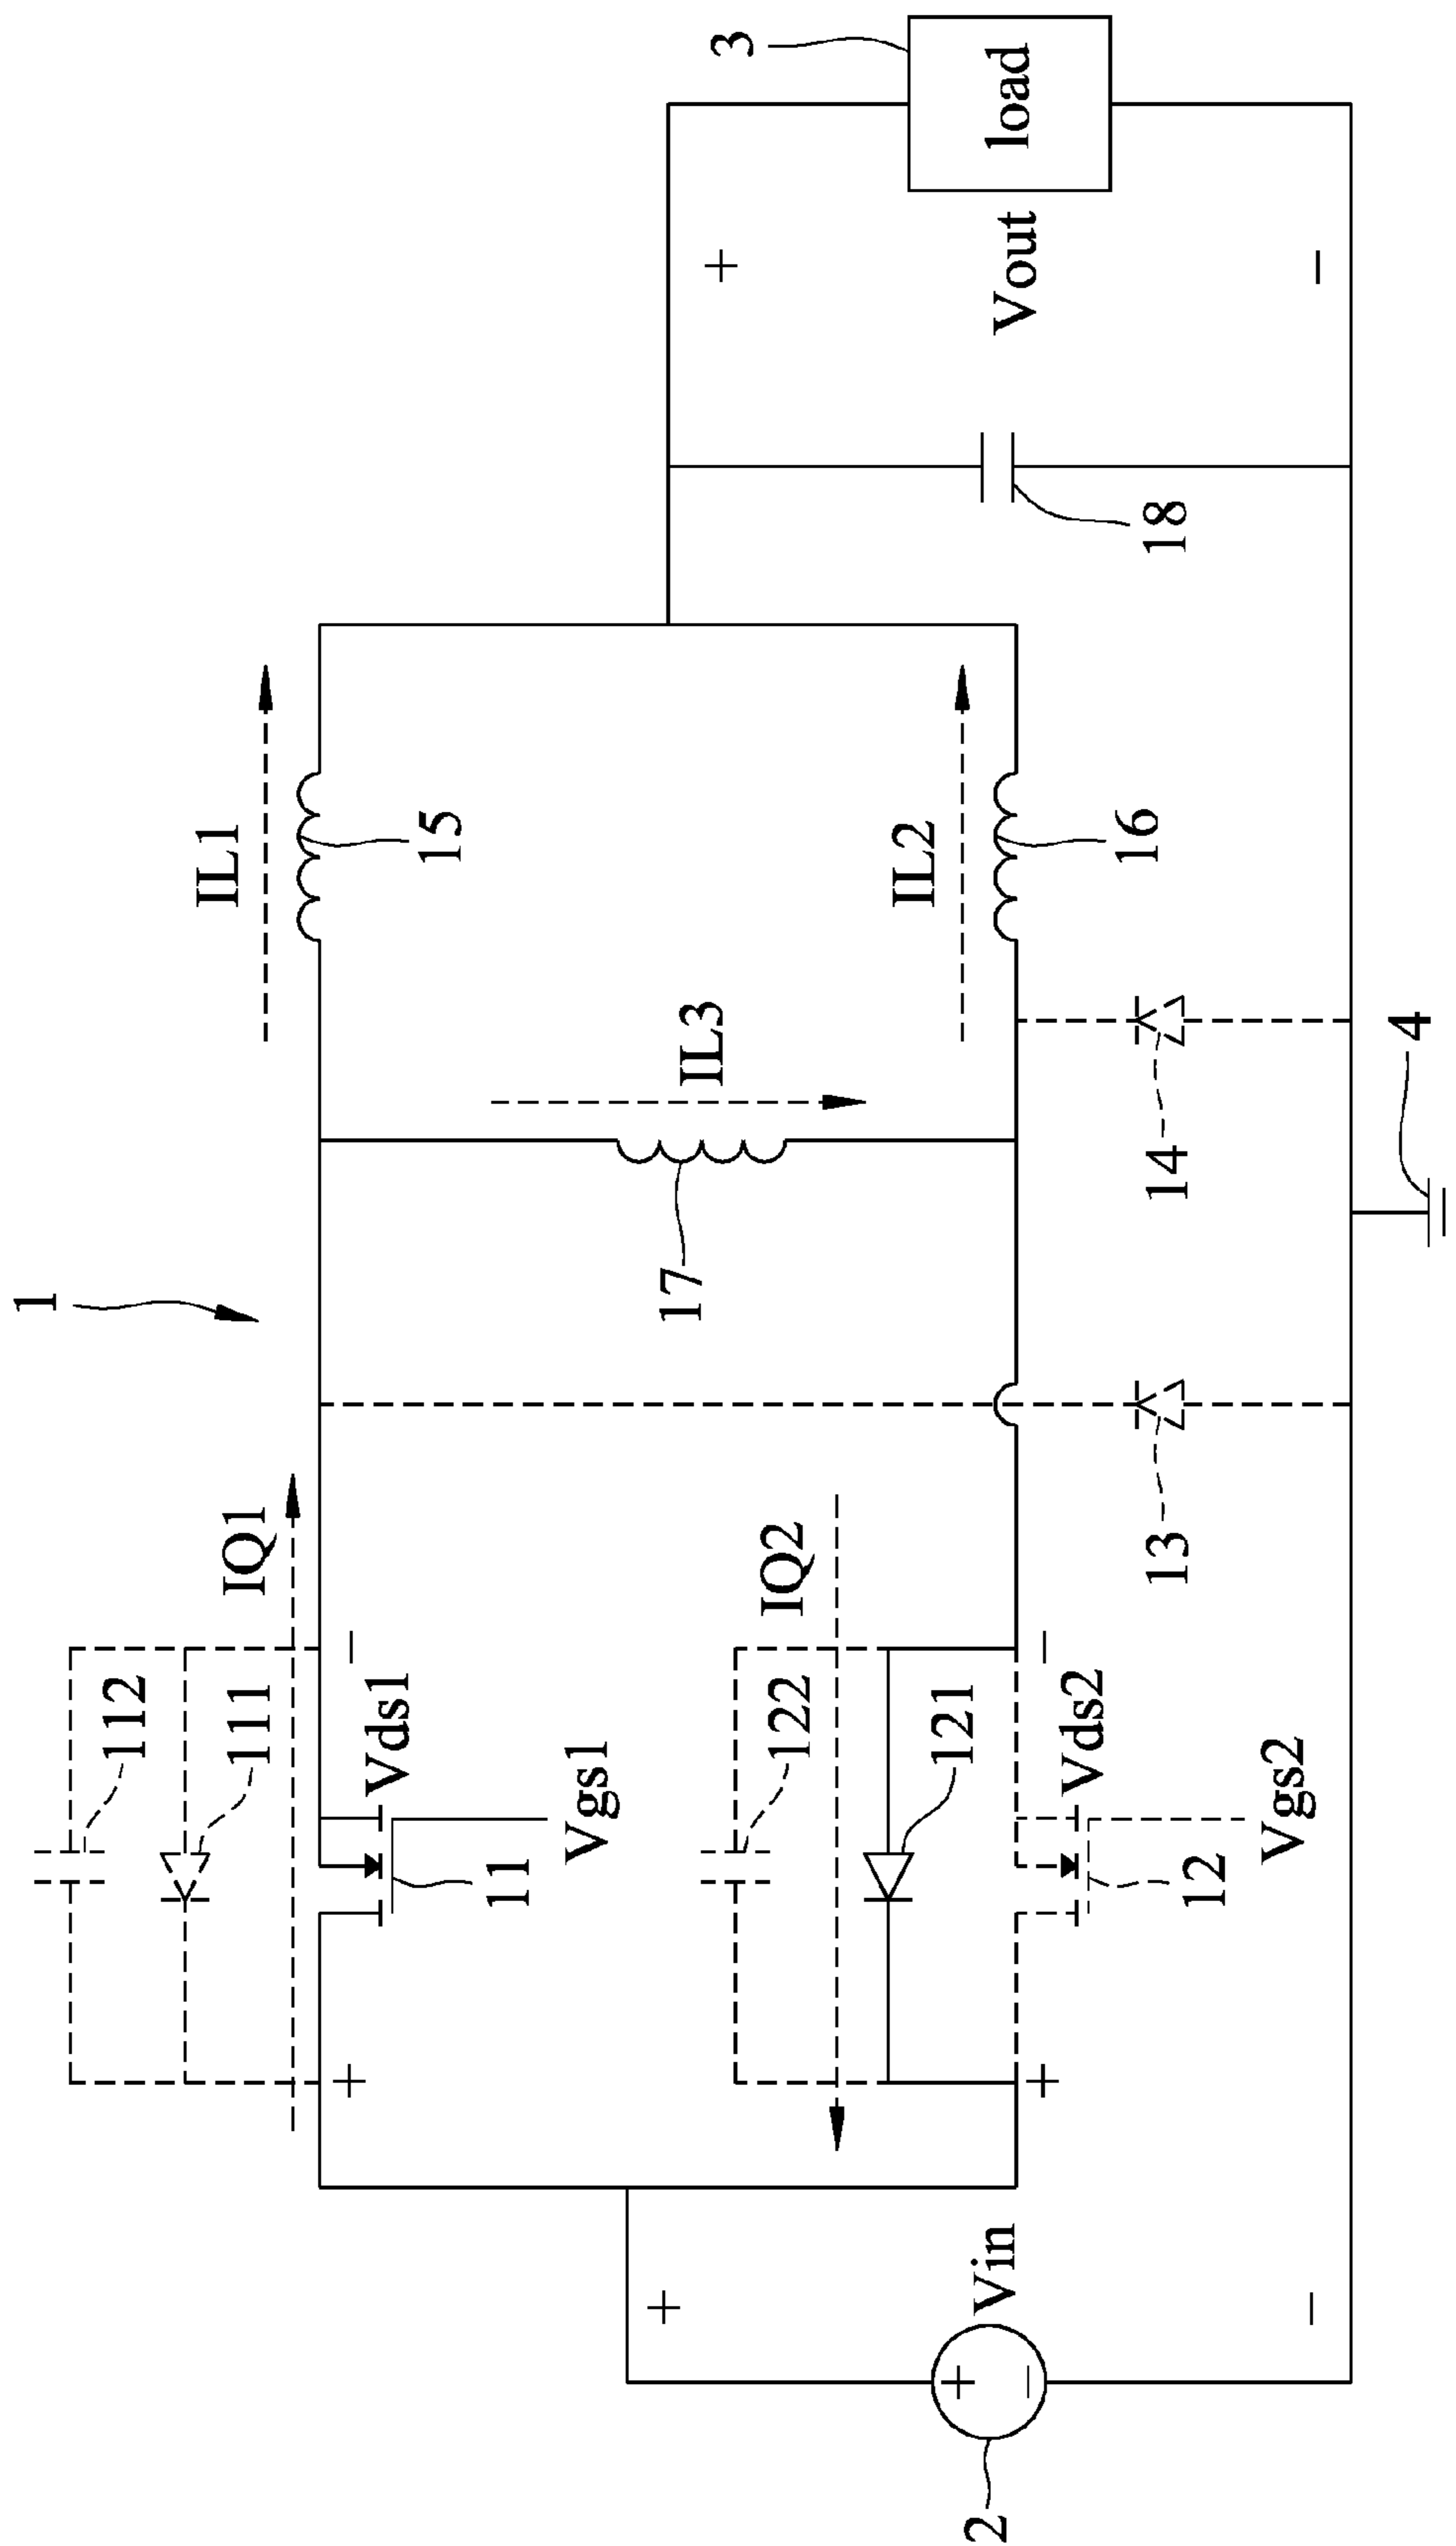 1
112
111
IQ1
IL1
Vds1
+
−
11
Vgs1
15
IL3
17
122
IQ2
121
IL2
+
−
Vds2
12
Vgs2
16
13
14
18
+
Vout
−
3
load
+
Vin
+
−
−
2
4